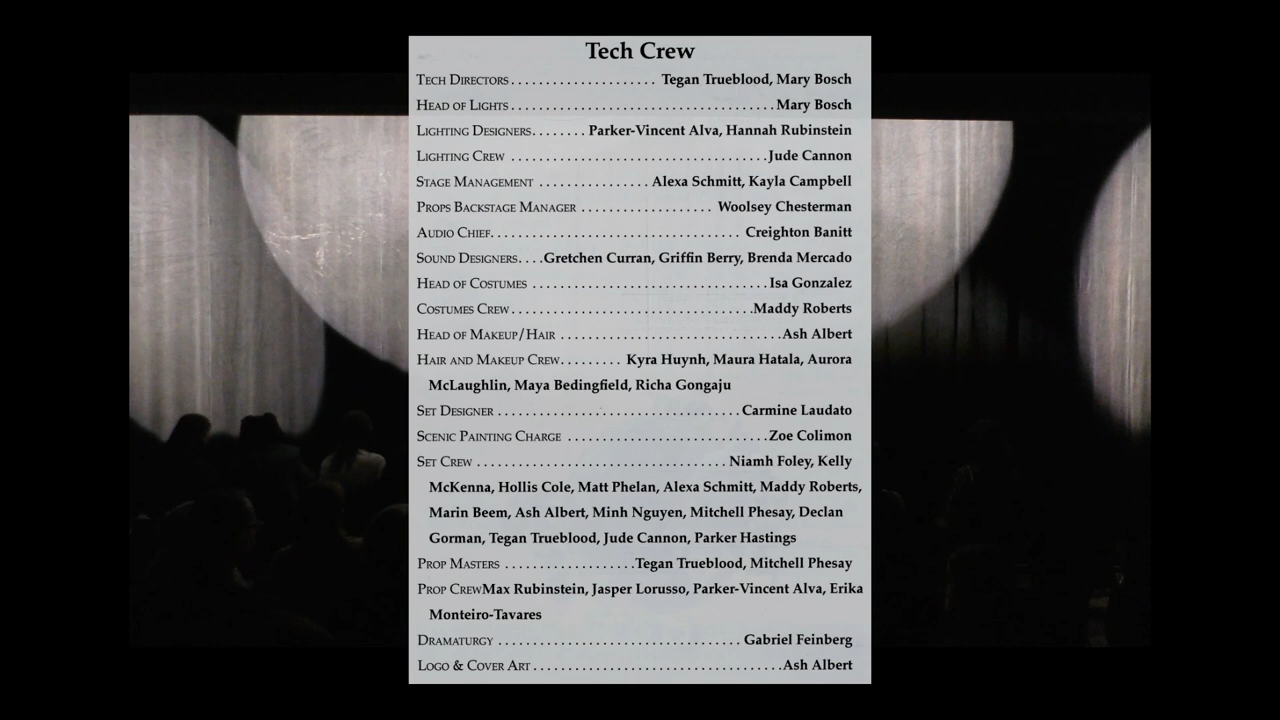 Tech Crew
Tech Directors . . . . . . . . . . . . . . . . . . . . . Tegan Trueblood, Mary Bosch
Head of Lights . . . . . . . . . . . . . . . . . . . . . . . . . . . . . . . . . . . . . . Mary Bosch
Lighting Designers . . . . . . . . Parker-Vincent Alva, Hannah Rubinstein
Lighting Crew . . . . . . . . . . . . . . . . . . . . . . . . . . . . . . . . . . . . . Jude Cannon
Stage Management . . . . . . . . . . . . . . . . Alexa Schmitt, Kayla Campbell
Props Backstage Manager . . . . . . . . . . . . . . . . . . . Woolsey Chesterman
Audio Chief . . . . . . . . . . . . . . . . . . . . . . . . . . . . . . . . . . . . Creighton Banitt
Sound Designers . . . . Gretchen Curran, Griffin Berry, Brenda Mercado
Head of Costumes . . . . . . . . . . . . . . . . . . . . . . . . . . . . . . . . . . Isa Gonzalez
Costumes Crew . . . . . . . . . . . . . . . . . . . . . . . . . . . . . . . . . . . Maddy Roberts
Head of Makeup/Hair . . . . . . . . . . . . . . . . . . . . . . . . . . . . . . . . Ash Albert
Hair and Makeup Crew . . . . . . . . . Kyra Huynh, Maura Hatala, Aurora
McLaughlin, Maya Bedingfield, Richa Gongaju
Set Designer . . . . . . . . . . . . . . . . . . . . . . . . . . . . . . . . . . . Carmine Laudato
Scenic Painting Charge . . . . . . . . . . . . . . . . . . . . . . . . . . . . . Zoe Colimon
Set Crew . . . . . . . . . . . . . . . . . . . . . . . . . . . . . . . . . . . . Niamh Foley, Kelly
McKenna, Hollis Cole, Matt Phelan, Alexa Schmitt, Maddy Roberts,
Marin Beem, Ash Albert, Minh Nguyen, Mitchell Phesay, Declan
Gorman, Tegan Trueblood, Jude Cannon, Parker Hastings
Prop Masters . . . . . . . . . . . . . . . . . . . Tegan Trueblood, Mitchell Phesay
Prop CrewMax Rubinstein, Jasper Lorusso, Parker-Vincent Alva, Erika
Monteiro-Tavares
Dramaturgy . . . . . . . . . . . . . . . . . . . . . . . . . . . . . . . . . . . Gabriel Feinberg
Logo & Cover Art . . . . . . . . . . . . . . . . . . . . . . . . . . . . . . . . . . . . Ash Albert